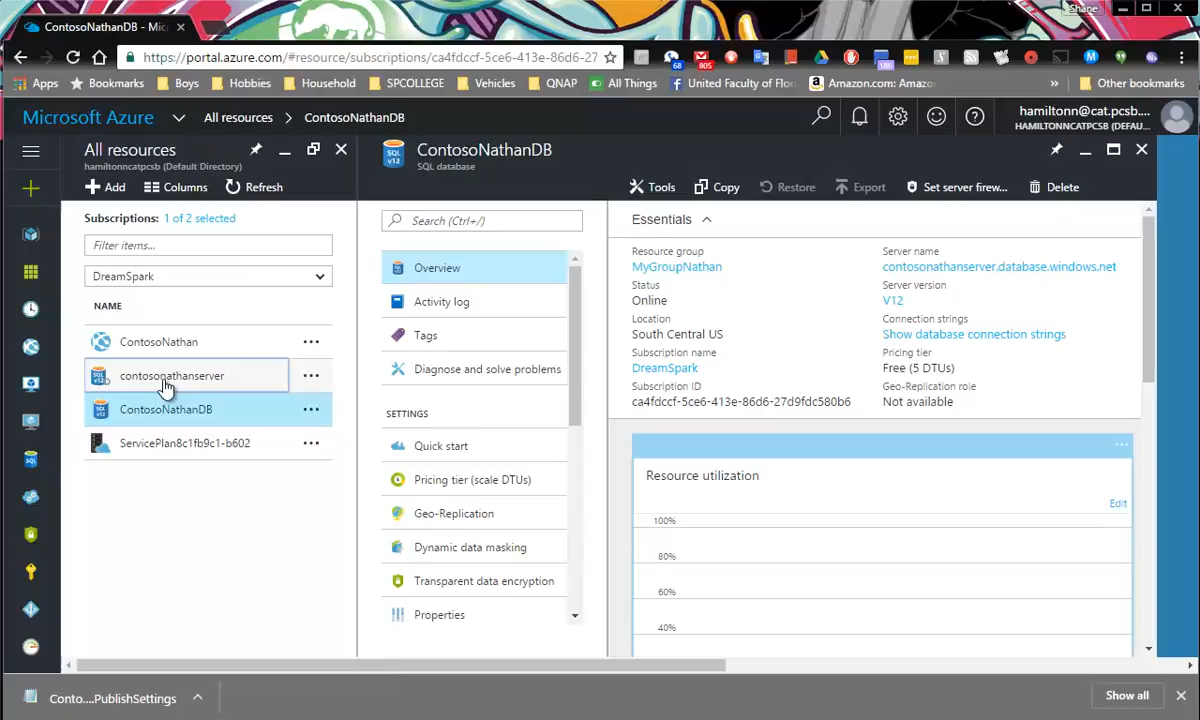 Share
ContosoNathanDB - Mic
https://portal.azure.com/#resource/subscriptions/ca4fdccf-5ce6-413e-86d6-27
68
805
Apps Bookmarks Boys Hobbies Household SPCOLLEGE Vehicles QNAP All Things United Faculty of Flo Amazon.com: Amazo » Other bookmarks
Microsoft Azure All resources > ContosoNathanDB
hamiltonn@cat.pcsb....
HAMILTONNCATPCSB (DEFAU...
All resources
hamiltonncatpcsb (Default Directory)
Add Columns Refresh
Subscriptions: 1 of 2 selected
Filter items...
DreamSpark
NAME
ContosoNathan ...
contosonathanserver ...
ContosoNathanDB ...
ServicePlan8c1fb9c1-b602 ...
SQL v12
ContosoNathanDB
SQL database
Tools Copy Restore Export Set server firew... Delete
Search (Ctrl+/)
Overview
Activity log
Tags
Diagnose and solve problems
SETTINGS
Quick start
Pricing tier (scale DTUs)
Geo-Replication
Dynamic data masking
Transparent data encryption
Properties
Essentials
Resource group
MyGroupNathan
Status
Online
Location
South Central US
Subscription name
DreamSpark
Subscription ID
ca4fdccf-5ce6-413e-86d6-27d9fdc580b6
Server name
contosonathanserver.database.windows.net
Server version
V12
Connection strings
Show database connection strings
Pricing tier
Free (5 DTUs)
Geo-Replication role
Not available
...
Resource utilization
Edit
100%
80%
60%
40%
Conto....PublishSettings
Show all